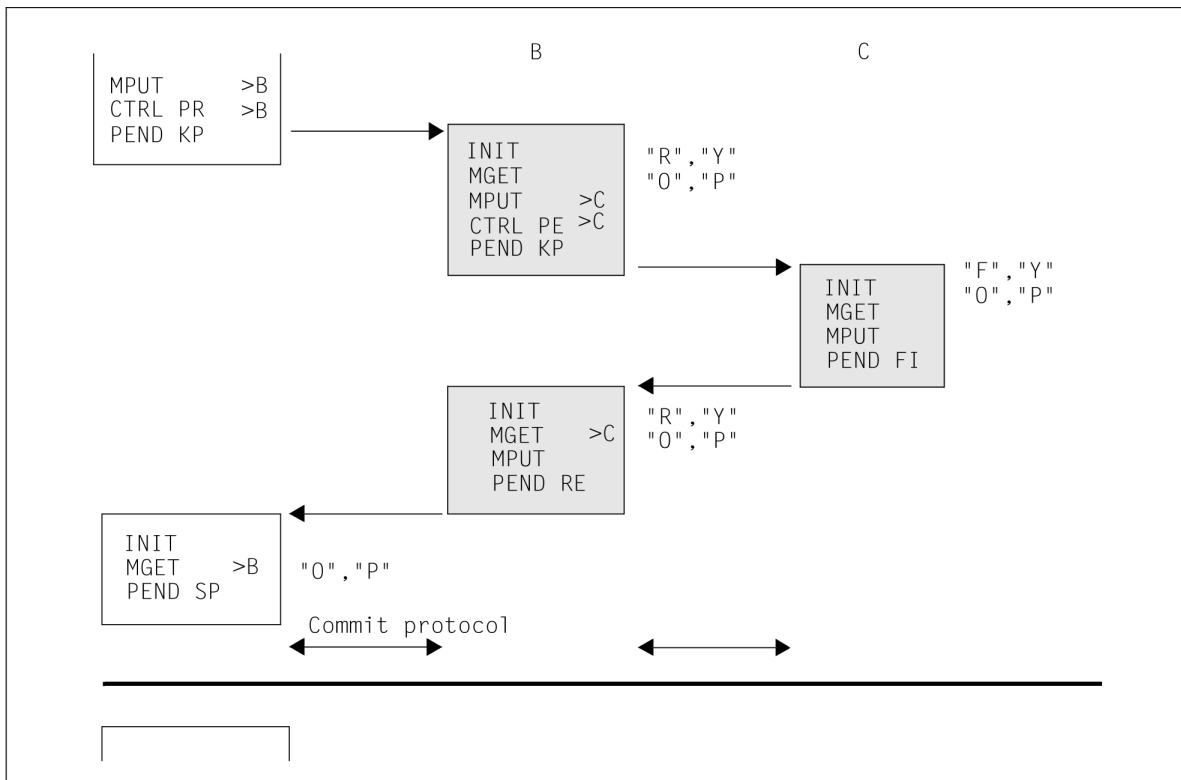 B C
MPUT >B
CTRL PR >B
PEND KP
INIT
MGET
MPUT >C
CTRL PE >C
PEND KP
"R","Y"
"O","P"
INIT
MGET
MPUT
PEND FI
"F","Y"
"O","P"
INIT
MGET >C
MPUT
PEND RE
"R","Y"
"O","P"
INIT
MGET >B
PEND SP
"O","P"
Commit protocol